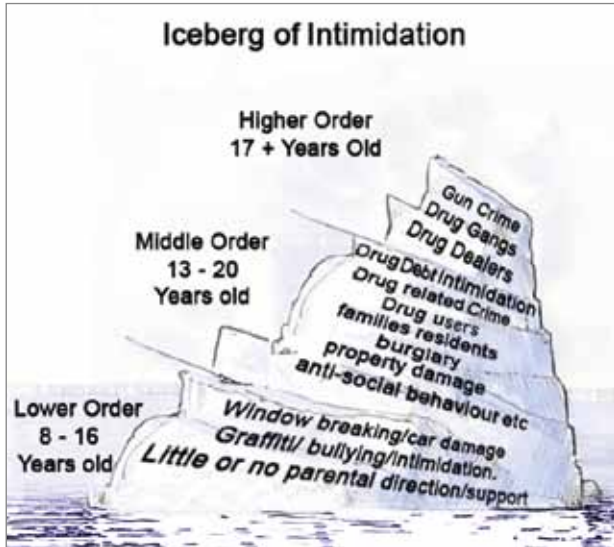 Iceberg of Intimidation
Higher Order
17 + Years Old
Gun Crime
Drug Gangs
Drug Dealers
Middle Order
13 - 20
Years old
Drug Debt Intimidation
Drug related Crime
Drug users
families residents
burglary
property damage
anti-social behaviour etc
Lower Order
8 - 16
Years old
Window breaking/car damage
Graffiti/ bullying/intimidation.
Little or no parental direction/support